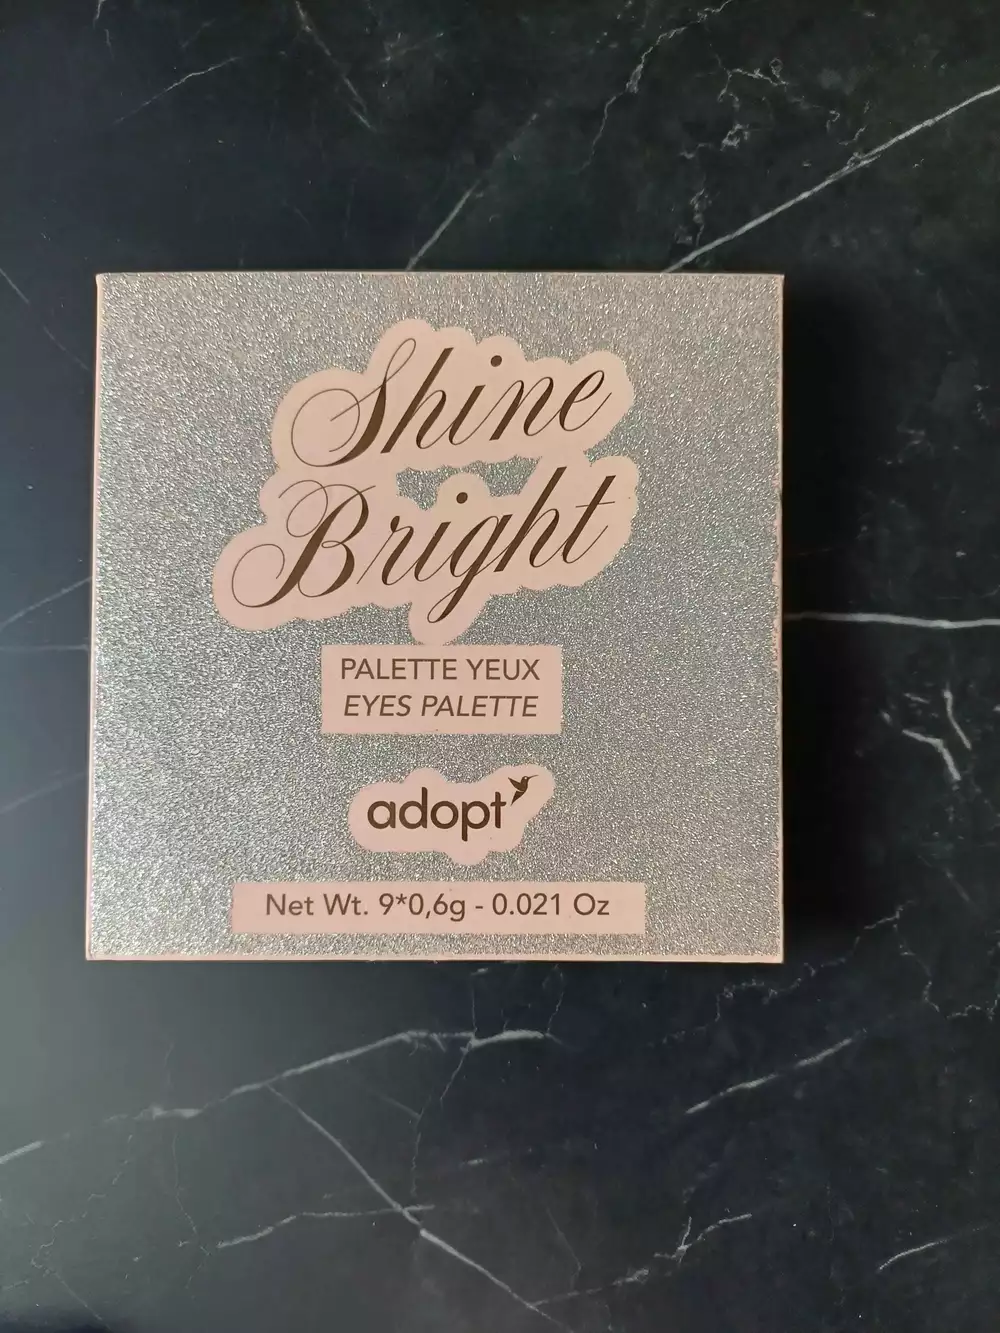 Shine
Bright
PALETTE YEUX
EYES PALETTE
adopt
Net Wt. 9*0,6g - 0.021 Oz